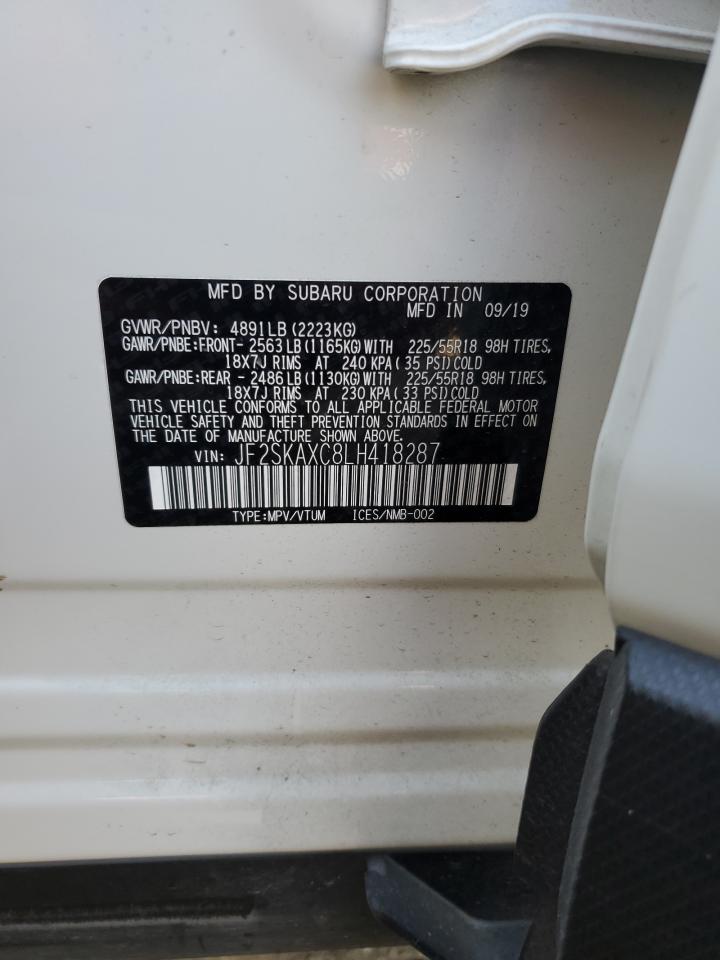 MFD BY SUBARU CORPORATION
MFD IN 09/19
GVWR/PNBV: 4891LB(2223KG)
GAWR/PNBE:FRONT- 2563LB(1165KG)WITH 225/55R18 98H TIRES,
18X7J RIMS AT 240 KPA(35 PSI)COLD
GAWR/PNBE:REAR - 2486LB(1130KG)WITH 225/55R18 98H TIRES,
18X7J RIMS AT 230 KPA(33 PSI)COLD
THIS VEHICLE CONFORMS TO ALL APPLICABLE FEDERAL MOTOR
VEHICLE SAFETY AND THEFT PREVENTION STANDARDS IN EFFECT ON
THE DATE OF MANUFACTURE SHOWN ABOVE.
VIN: JF2SKAXC8LH418287
TYPE:MPV/VTUM ICES/NMB-002